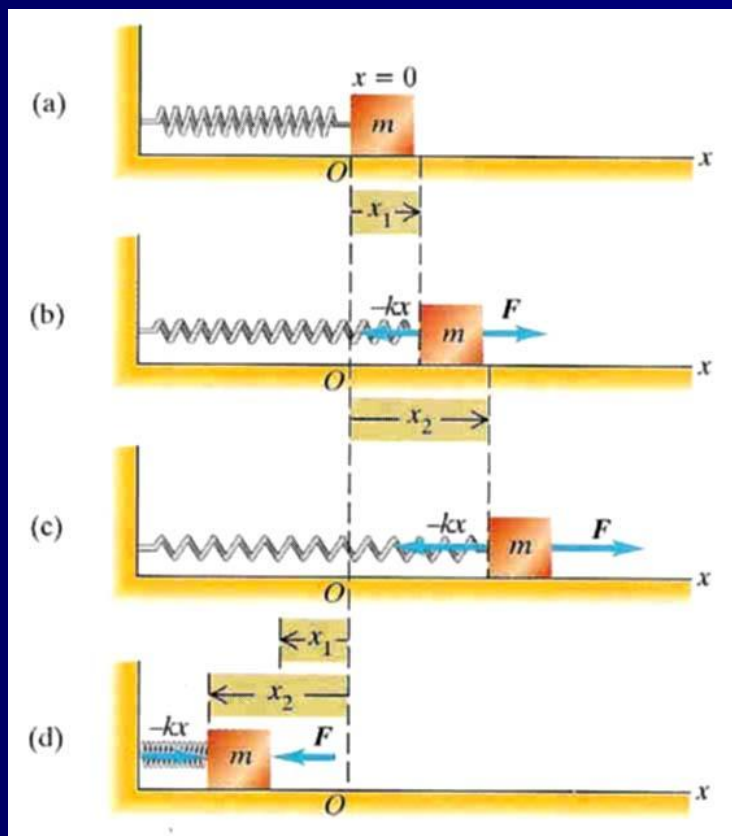 x = 0
(a)
m
x
O
x₁
(b)
–kx
m
F
x
O
x₂
(c)
–kx
m
F
x
O
x₁
x₂
–kx
(d)
m
F
x
O